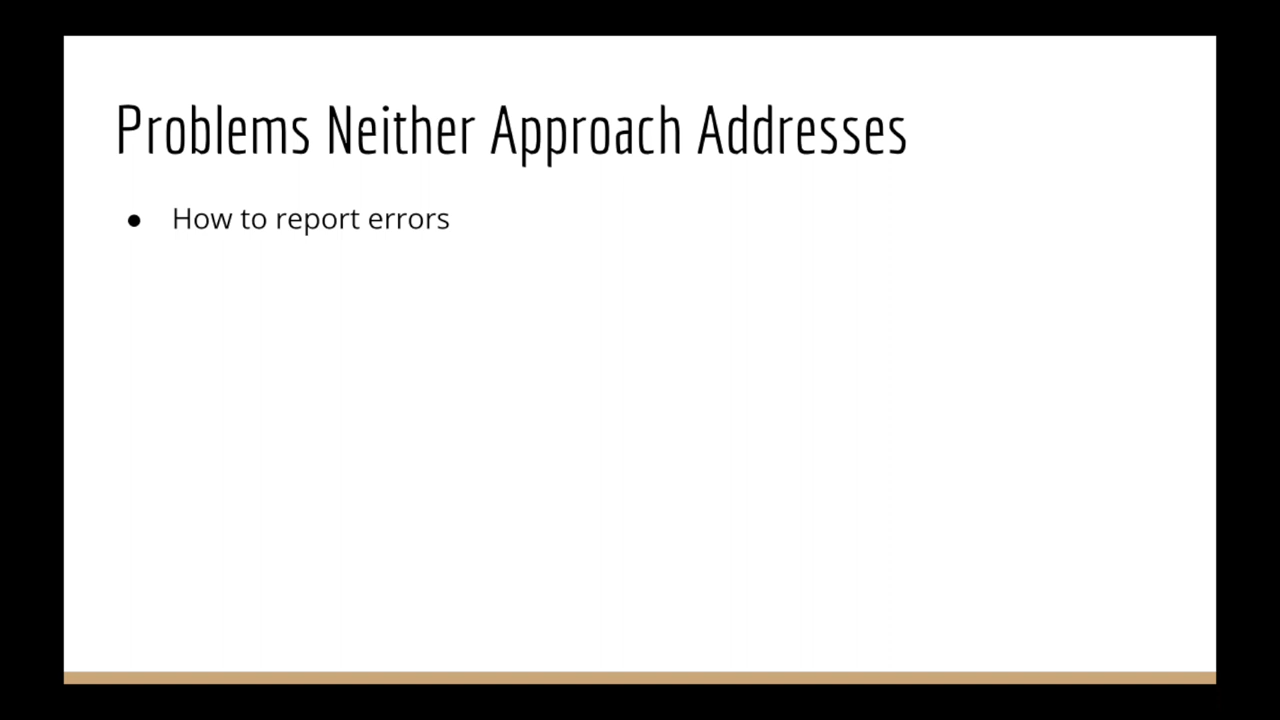 Problems Neither Approach Addresses
● How to report errors